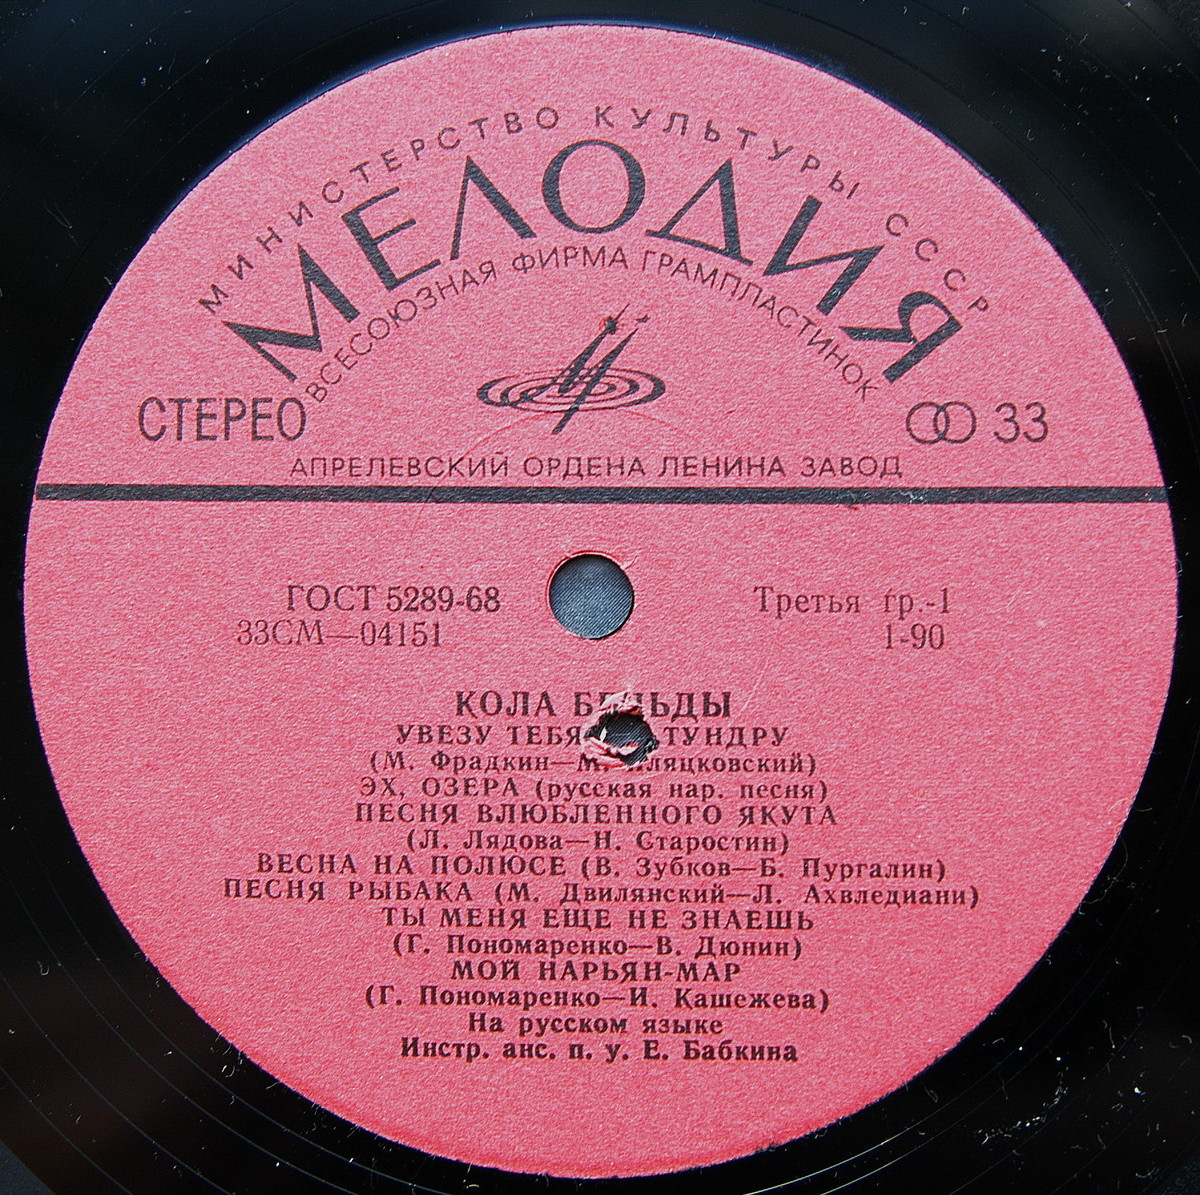 МИНИСТЕРСТВО КУЛЬТУРЫ СССР
МЕЛОДИЯ
ВСЕСОЮЗНАЯ ФИРМА ГРАМПЛАСТИНОК
СТЕРЕО
33
АПРЕЛЕВСКИЙ ОРДЕНА ЛЕНИНА ЗАВОД
ГОСТ 5289-68
Третья гр.-1
33СМ—04151
1-90
КОЛА
УВЕЗУ ТЕБЯ ТУНДРУ
(М. Фрадкин—М. Пляцковский)
ЭХ, ОЗЕРА (русская нар. песня)
ПЕСНЯ ВЛЮБЛЕННОГО ЯКУТА
(Л. Лядова—Н. Старостин)
ВЕСНА НА ПОЛЮСЕ (В. Зубков—Б. Пургалин)
ПЕСНЯ РЫБАКА (М. Двилянский—Л. Ахвледиани)
ТЫ МЕНЯ ЕЩЕ НЕ ЗНАЕШЬ
(Г. Пономаренко—В. Дюнин)
МОЙ НАРЬЯН-МАР
(Г. Пономаренко—И. Кашежева)
На русском языке
Инстр. анс. п. у. Е. Бабкина